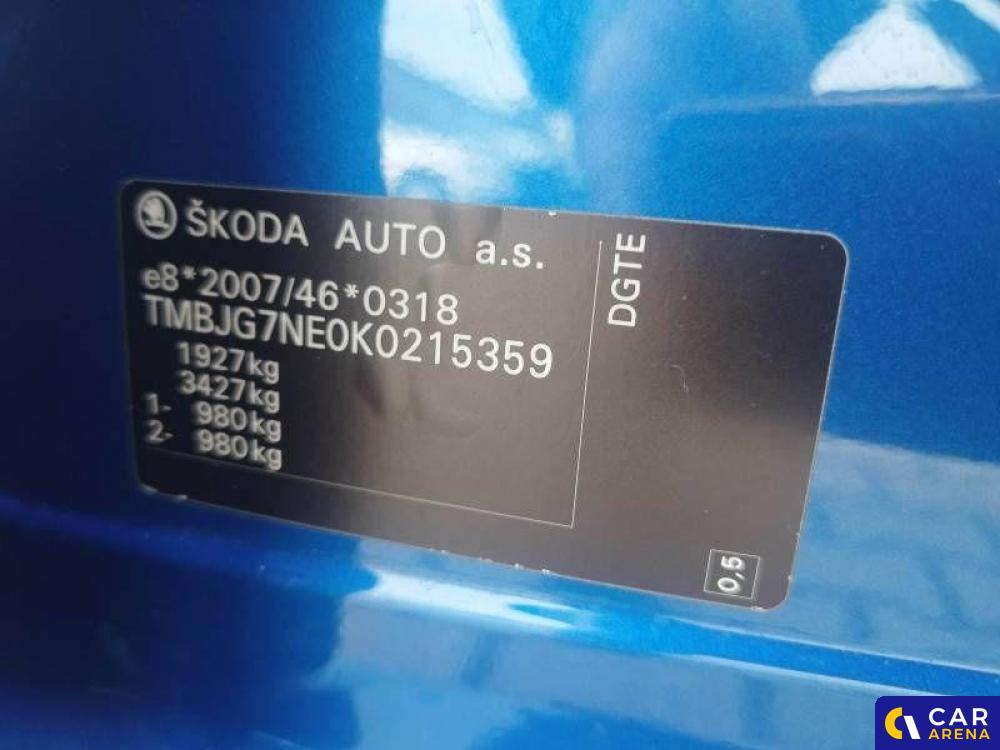 ŠKODA AUTO a.s.
e8*2007/46*0318
TMBJG7NE0K0215359
1927kg
3427kg
1- 980kg
2- 980kg
DGTE
0,5
CAR
ARENA